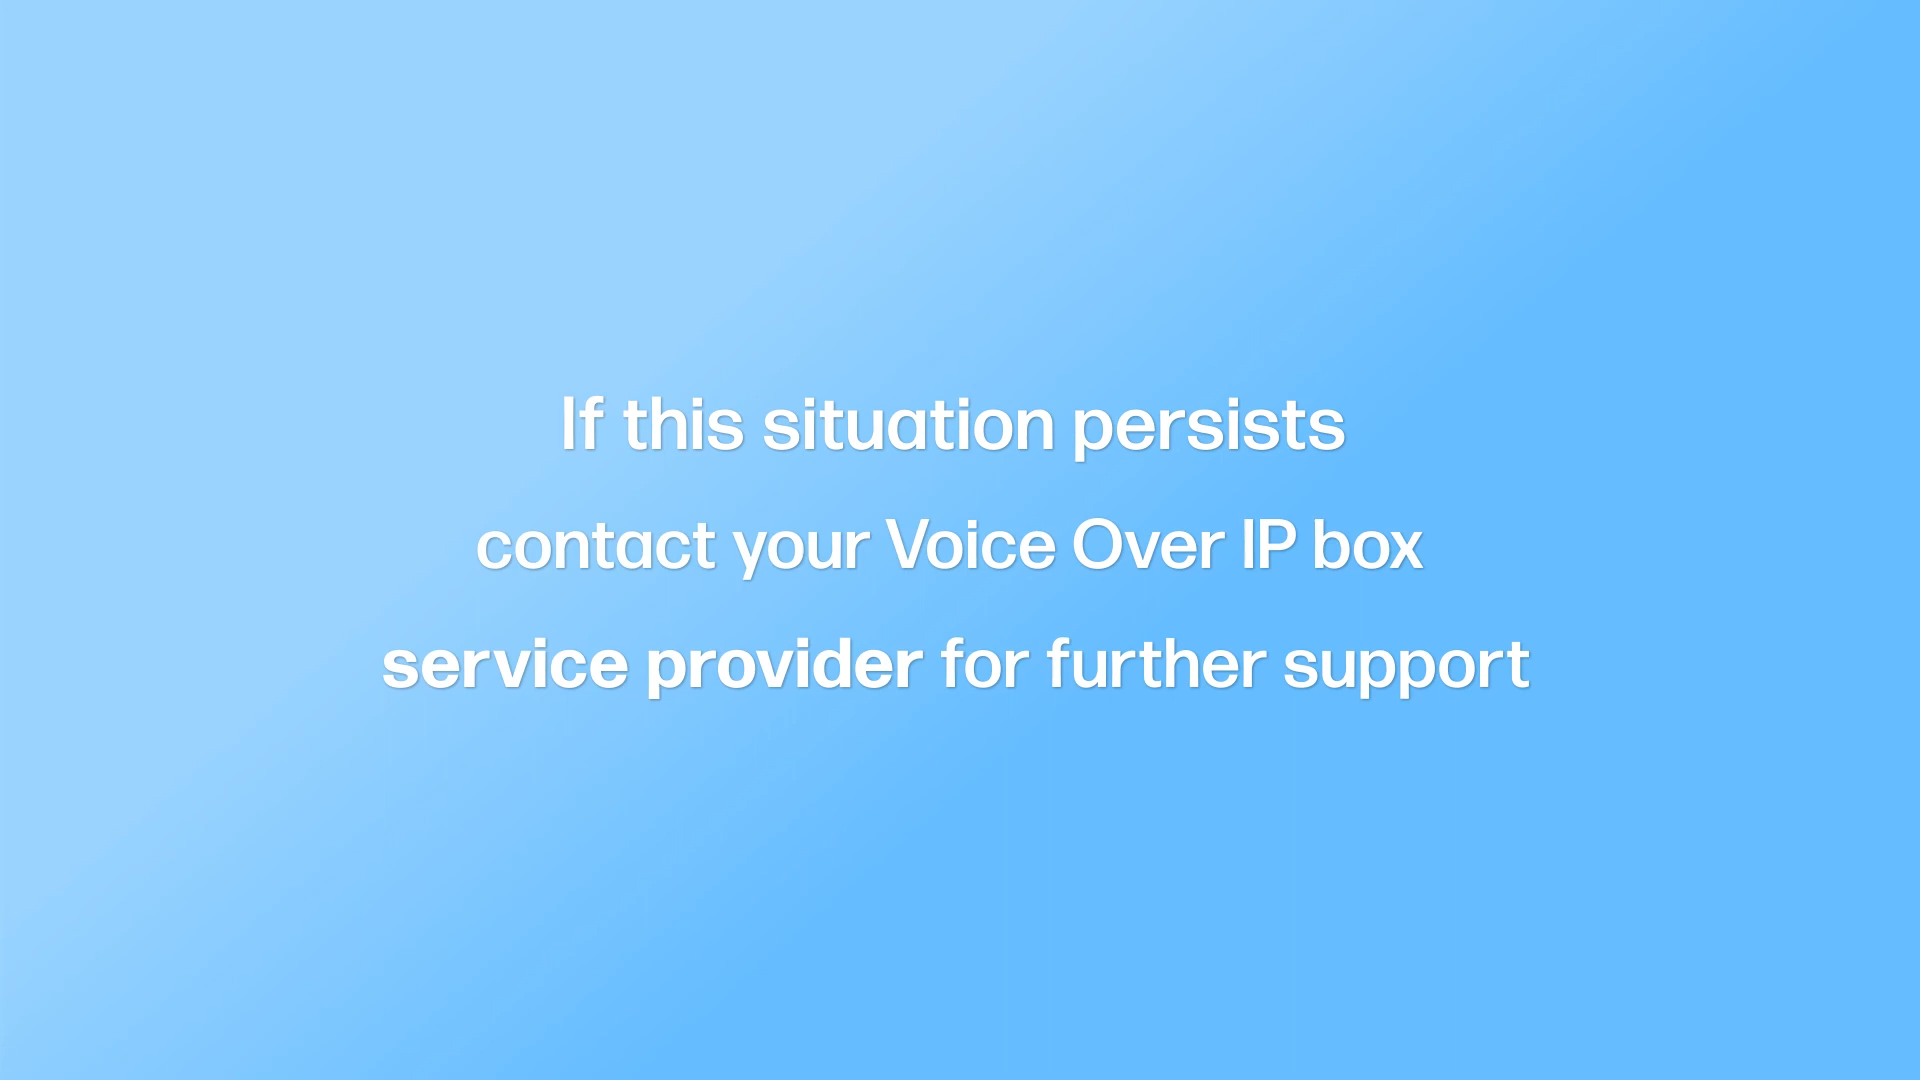 If this situation persists
contact your Voice Over IP box
service provider for further support